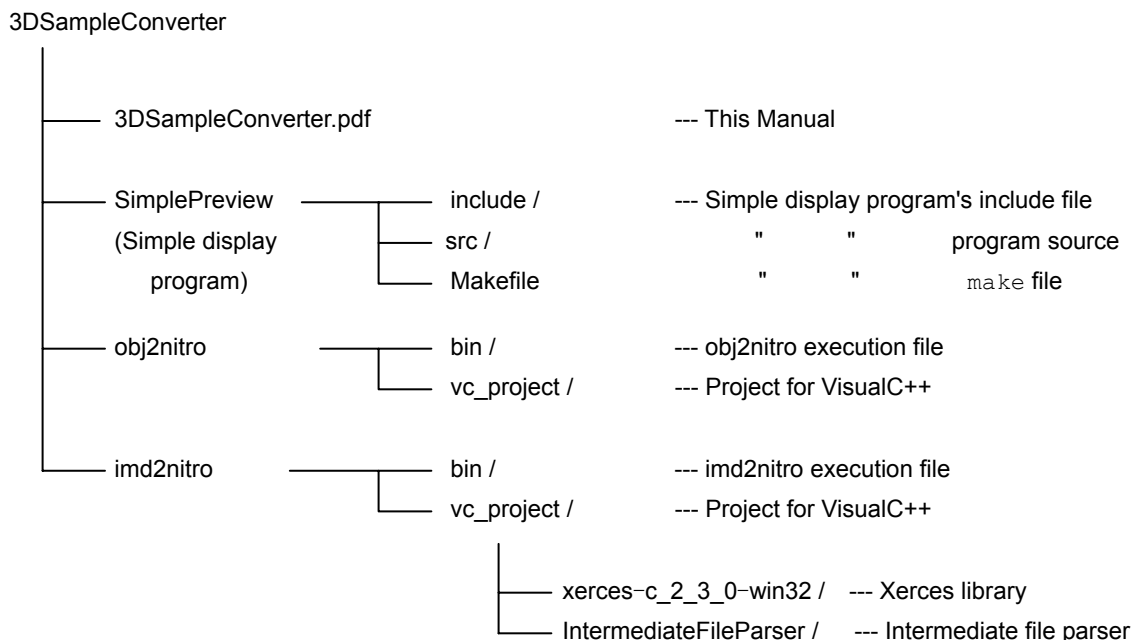 3DSampleConverter
3DSampleConverter.pdf --- This Manual
SimplePreview include / --- Simple display program's include file
(Simple display src / " " program source
program) Makefile " " make file
obj2nitro bin / --- obj2nitro execution file
vc_project / --- Project for VisualC++
imd2nitro bin / --- imd2nitro execution file
vc_project / --- Project for VisualC++
xerces-c_2_3_0-win32 / --- Xerces library
IntermediateFileParser / --- Intermediate file parser